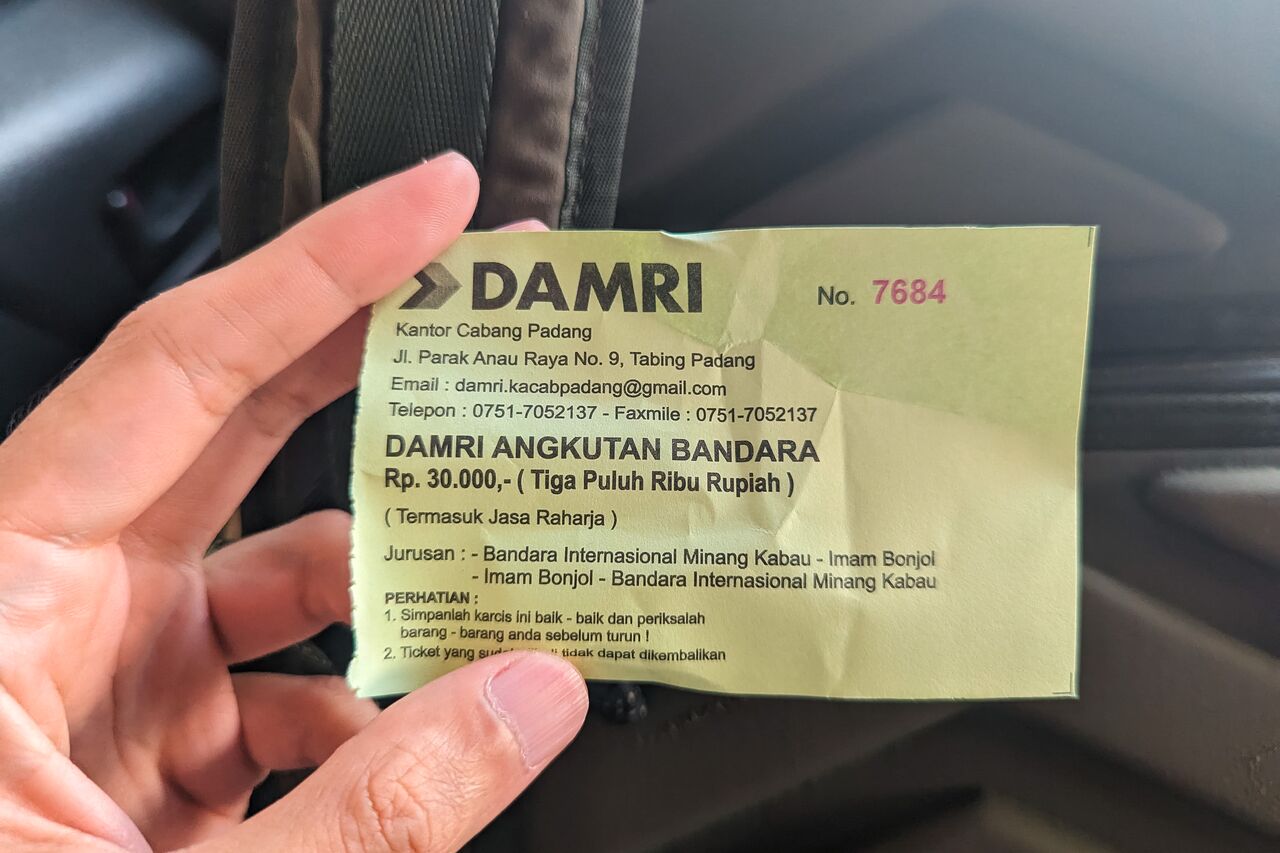 DAMRI
No. 7684
Kantor Cabang Padang
Jl. Parak Anau Raya No. 9, Tabing Padang
Email : damri.kacabpadang@gmail.com
Telepon : 0751-7052137 - Faxmile : 0751-7052137
DAMRI ANGKUTAN BANDARA
Rp. 30.000,- ( Tiga Puluh Ribu Rupiah )
( Termasuk Jasa Raharja )
Jurusan : - Bandara Internasional Minang Kabau - Imam Bonjol
- Imam Bonjol - Bandara Internasional Minang Kabau
PERHATIAN :
1. Simpanlah karcis ini baik - baik dan periksalah
barang - barang anda sebelum turun !
2. Ticket yang tidak dapat dikembalikan